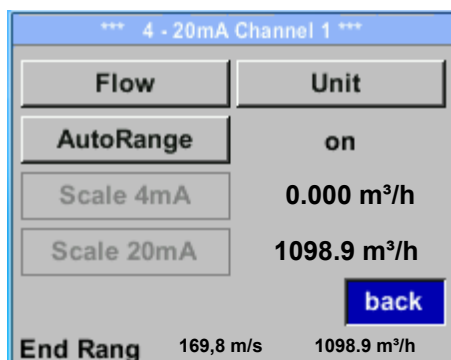 *** 4 - 20mA Channel 1 ***
Flow Unit
AutoRange on
Scale 4mA 0.000 m³/h
Scale 20mA 1098.9 m³/h
back
End Rang 169,8 m/s 1098.9 m³/h